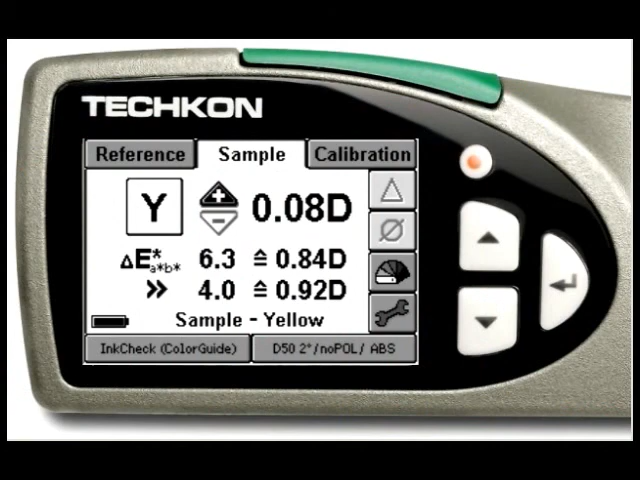 TECHKON
Reference Sample Calibration
Y + - 0.08D
ΔE*a*b* 6.3 ≙ 0.84D
>> 4.0 ≙ 0.92D
Sample - Yellow
InkCheck (ColorGuide) D50 2°/noPOL/ ABS